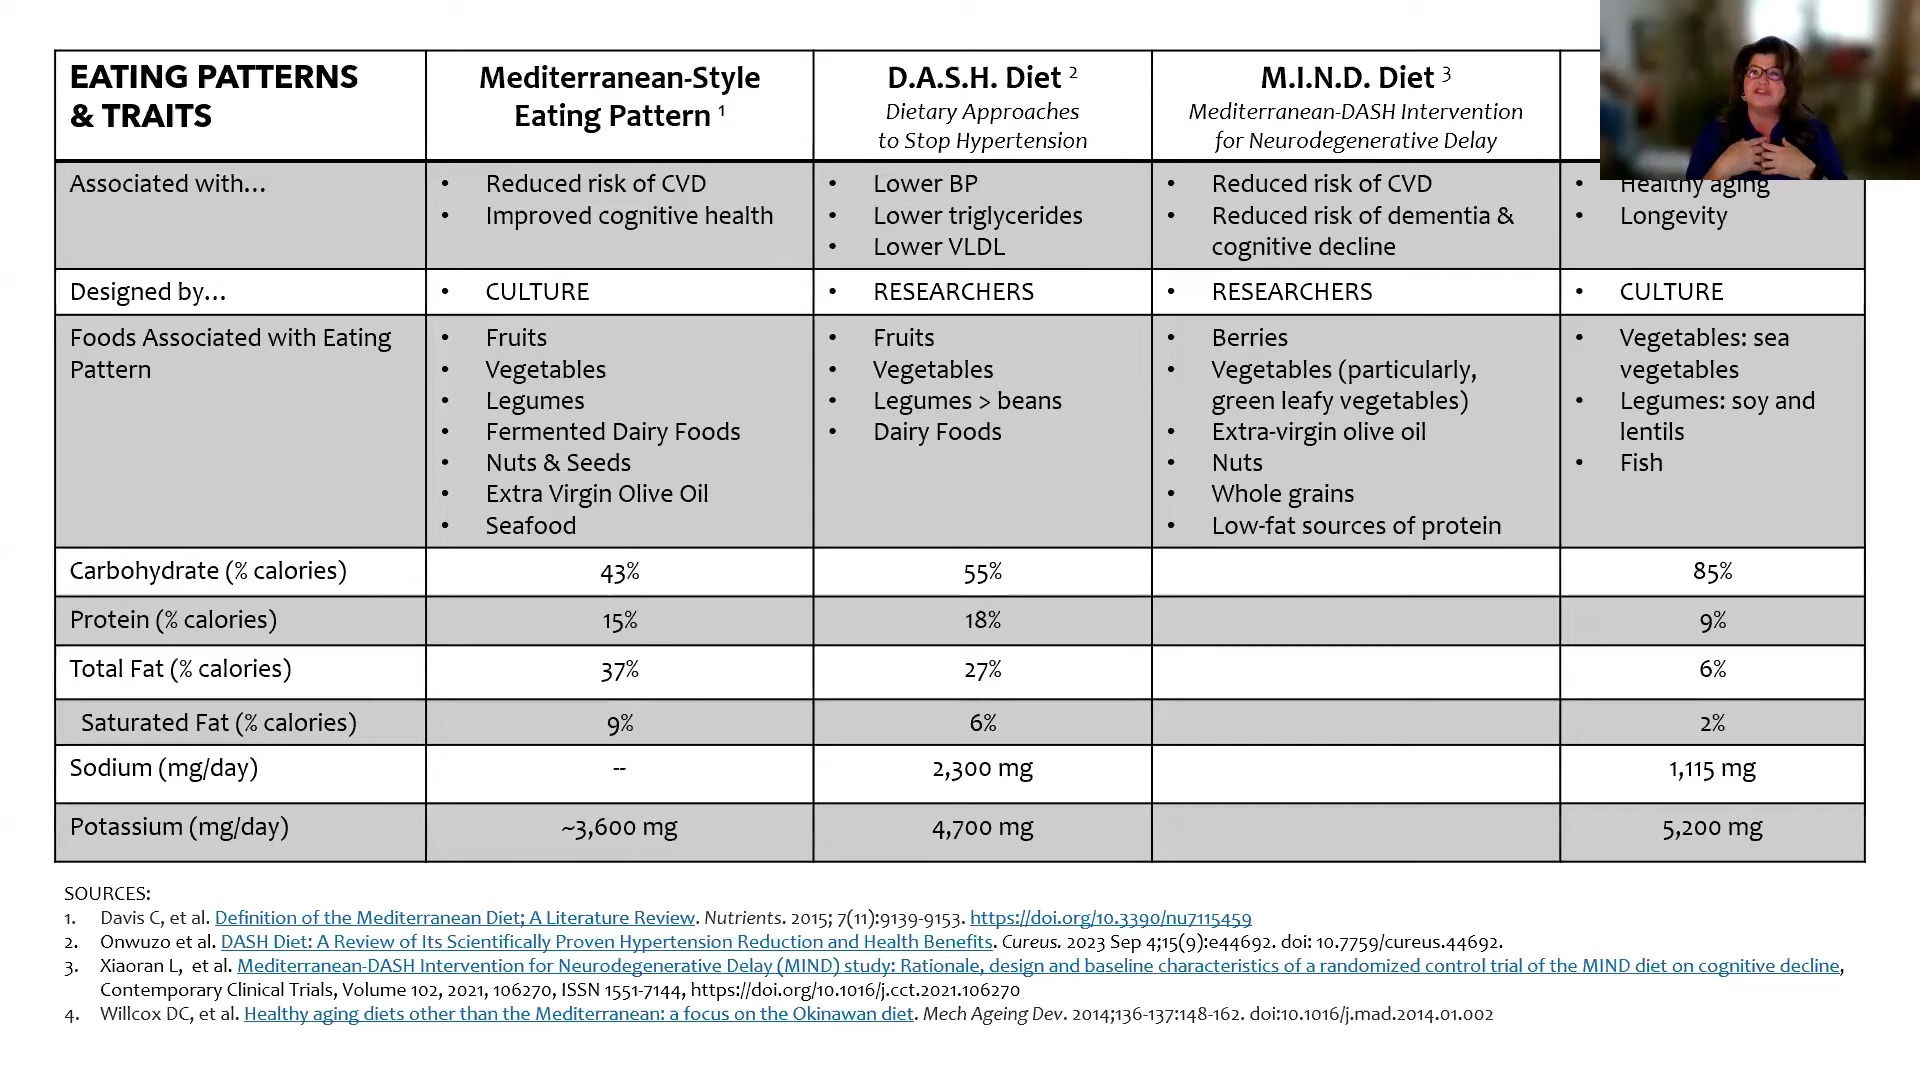 EATING PATTERNS
& TRAITS
Mediterranean-Style
Eating Pattern 1
D.A.S.H. Diet 2
Dietary Approaches
to Stop Hypertension
M.I.N.D. Diet 3
Mediterranean-DASH Intervention
for Neurodegenerative Delay
Associated with…
• Reduced risk of CVD
• Improved cognitive health
• Lower BP
• Lower triglycerides
• Lower VLDL
• Reduced risk of CVD
• Reduced risk of dementia &
cognitive decline
• Healthy aging
• Longevity
Designed by…
• CULTURE
• RESEARCHERS
• RESEARCHERS
• CULTURE
Foods Associated with Eating
Pattern
• Fruits
• Vegetables
• Legumes
• Fermented Dairy Foods
• Nuts & Seeds
• Extra Virgin Olive Oil
• Seafood
• Fruits
• Vegetables
• Legumes > beans
• Dairy Foods
• Berries
• Vegetables (particularly,
green leafy vegetables)
• Extra-virgin olive oil
• Nuts
• Whole grains
• Low-fat sources of protein
• Vegetables: sea
vegetables
• Legumes: soy and
lentils
• Fish
Carbohydrate (% calories) 43% 55% 85%
Protein (% calories) 15% 18% 9%
Total Fat (% calories) 37% 27% 6%
Saturated Fat (% calories) 9% 6% 2%
Sodium (mg/day) -- 2,300 mg 1,115 mg
Potassium (mg/day) ~3,600 mg 4,700 mg 5,200 mg
SOURCES:
1. Davis C, et al. Definition of the Mediterranean Diet; A Literature Review. Nutrients. 2015; 7(11):9139-9153. https://doi.org/10.3390/nu7115459
2. Onwuzo et al. DASH Diet: A Review of Its Scientifically Proven Hypertension Reduction and Health Benefits. Cureus. 2023 Sep 4;15(9):e44692. doi: 10.7759/cureus.44692.
3. Xiaoran L, et al. Mediterranean-DASH Intervention for Neurodegenerative Delay (MIND) study: Rationale, design and baseline characteristics of a randomized control trial of the MIND diet on cognitive decline,
Contemporary Clinical Trials, Volume 102, 2021, 106270, ISSN 1551-7144, https://doi.org/10.1016/j.cct.2021.106270
4. Willcox DC, et al. Healthy aging diets other than the Mediterranean: a focus on the Okinawan diet. Mech Ageing Dev. 2014;136-137:148-162. doi:10.1016/j.mad.2014.01.002